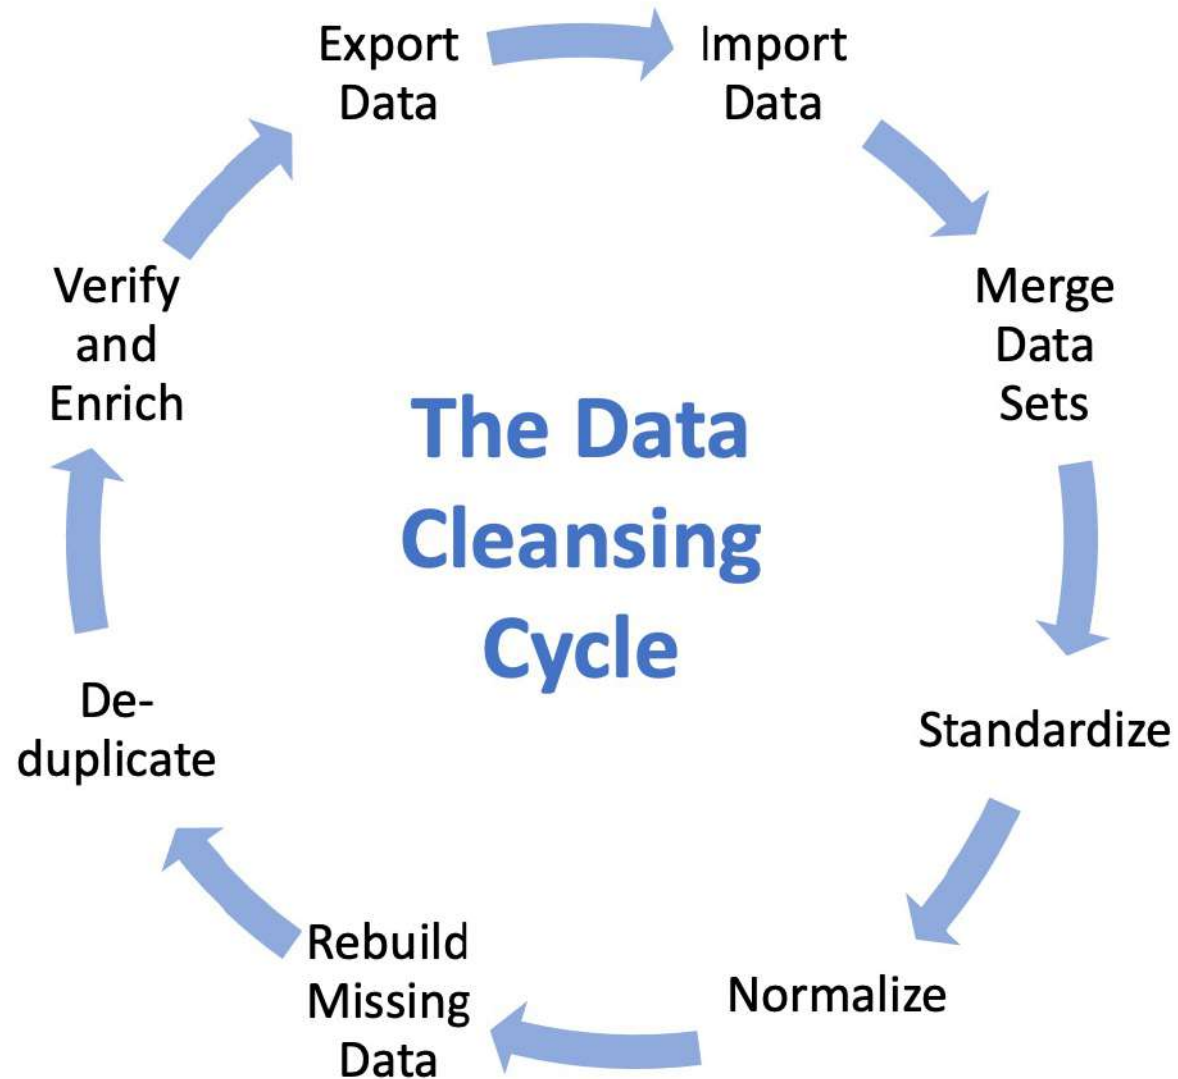 Export
Data
Import
Data
Merge
Data
Sets
Standardize
Normalize
Rebuild
Missing
Data
De-
duplicate
Verify
and
Enrich
The Data
Cleansing
Cycle